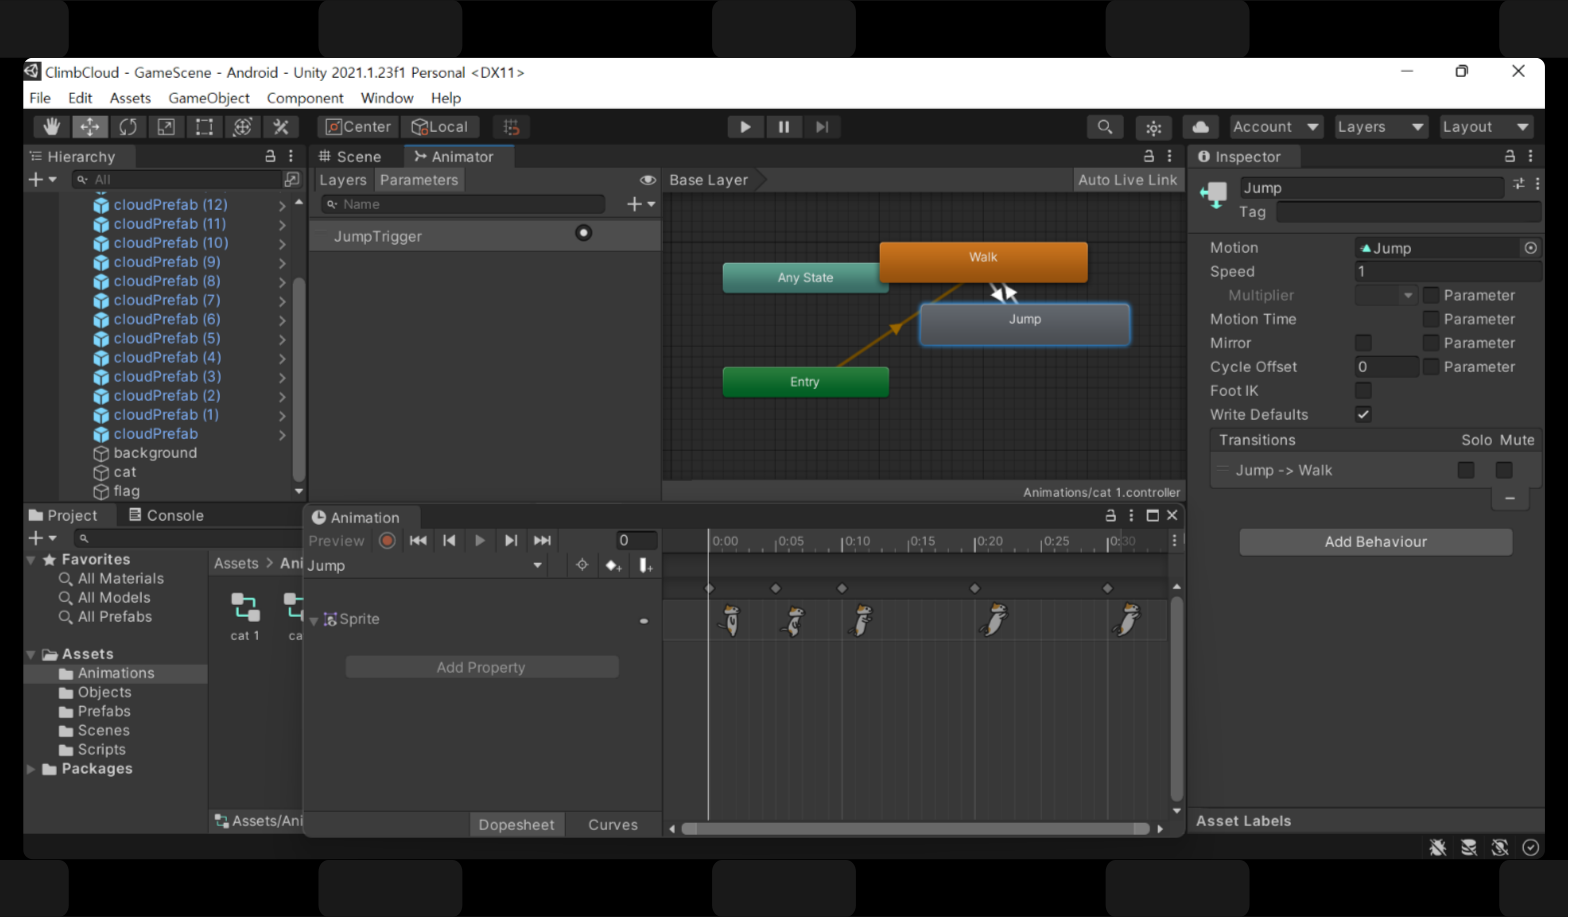 ClimbCloud - GameScene - Android - Unity 2021.1.23f1 Personal <DX11>
File Edit Assets GameObject Component Window Help
Center Local Account Layers Layout
Hierarchy
All
cloudPrefab (12)
cloudPrefab (11)
cloudPrefab (10)
cloudPrefab (9)
cloudPrefab (8)
cloudPrefab (7)
cloudPrefab (6)
cloudPrefab (5)
cloudPrefab (4)
cloudPrefab (3)
cloudPrefab (2)
cloudPrefab (1)
cloudPrefab
background
cat
flag
Scene Animator
Layers Parameters
Name
JumpTrigger
Base Layer Auto Live Link
Walk
Any State
Jump
Entry
Animations/cat 1.controller
Inspector
Jump
Tag
Motion Jump
Speed 1
Multiplier Parameter
Motion Time Parameter
Mirror Parameter
Cycle Offset 0 Parameter
Foot IK
Write Defaults
Transitions Solo Mute
Jump -> Walk
Add Behaviour
Asset Labels
Project Console
Favorites
All Materials
All Models
All Prefabs
Assets
Animations
Objects
Prefabs
Scenes
Scripts
Packages
Assets > Ani
cat 1 ca
Assets/Ani
Animation
Preview 0
0:00 0:05 0:10 0:15 0:20 0:25 0:30
Jump
Sprite
Add Property
Dopesheet Curves